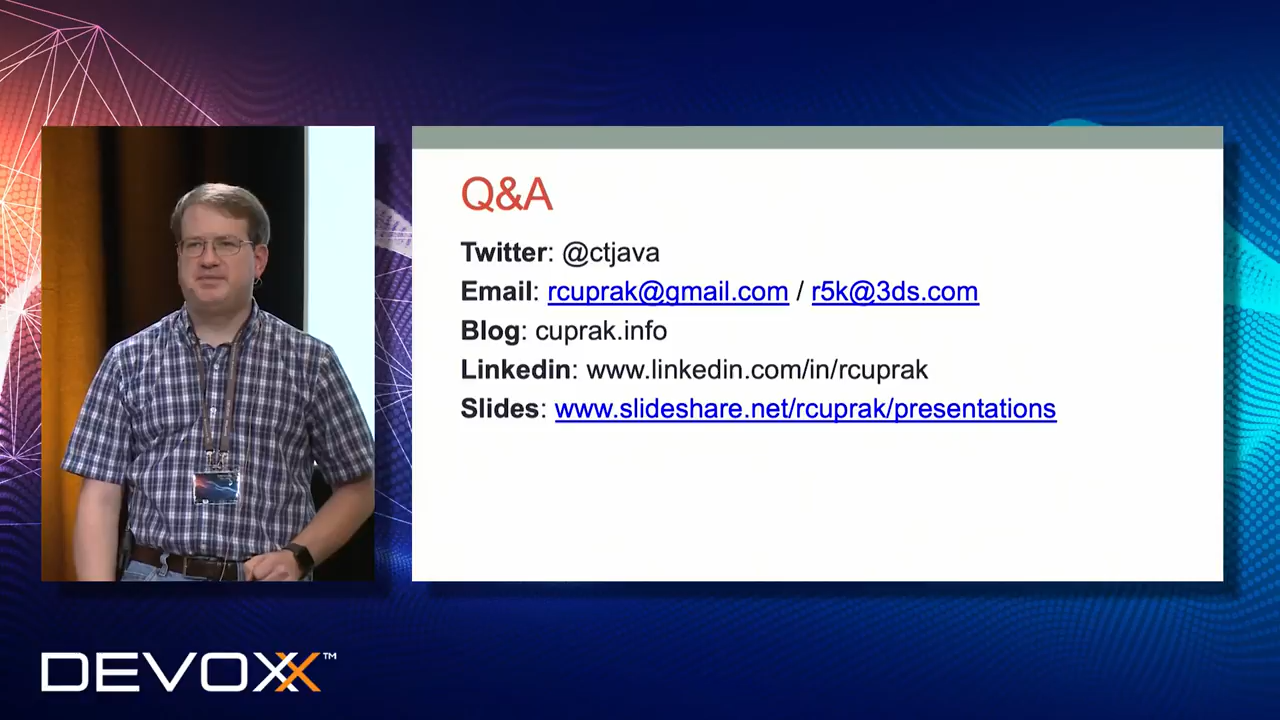 Q&A
Twitter: @ctjava
Email: rcuprak@gmail.com / r5k@3ds.com
Blog: cuprak.info
Linkedin: www.linkedin.com/in/rcuprak
Slides: www.slideshare.net/rcuprak/presentations
DEVOXX™